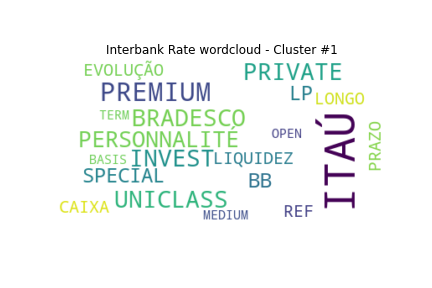 Interbank Rate wordcloud - Cluster #1
EVOLUÇÃO
PRIVATE
PREMIUM
LP
LONGO
TERM
BRADESCO
OPEN
ITAÚ
PRAZO
PERSONNALITÉ
BASIS
INVEST
LIQUIDEZ
SPECIAL
BB
UNICLASS
CAIXA
MEDIUM
REF